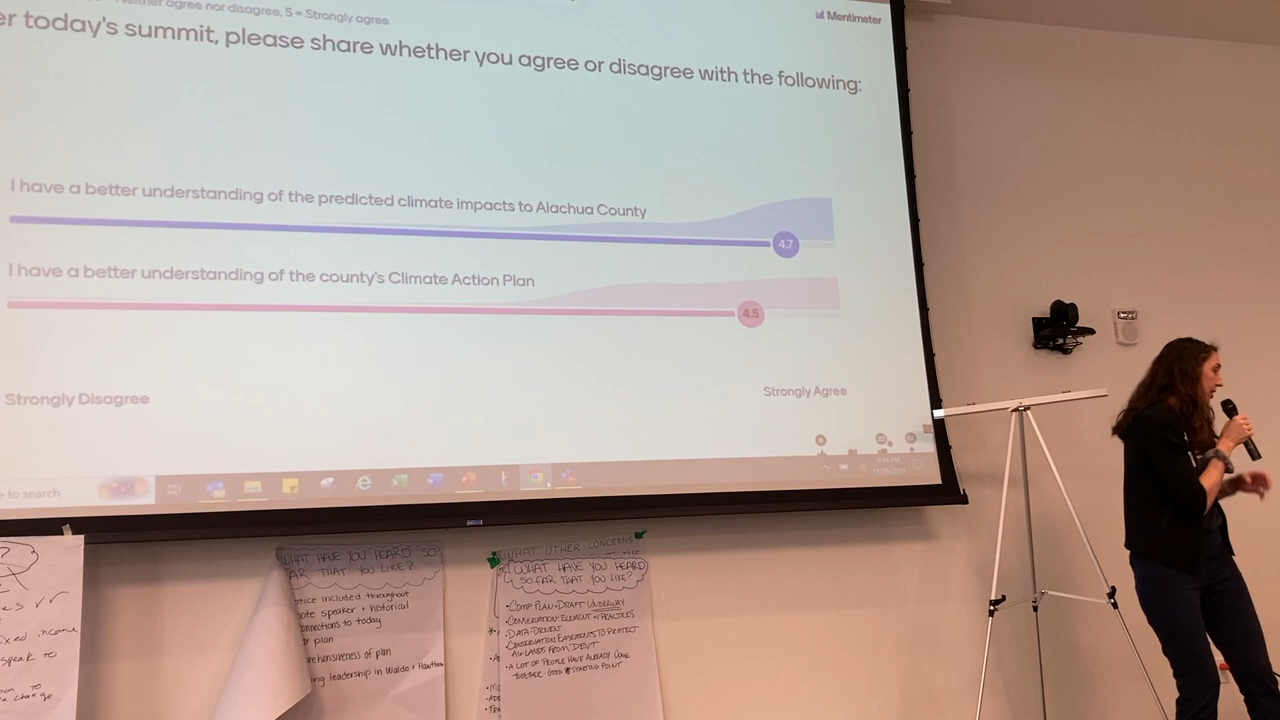 Neither agree nor disagree, 5 = Strongly agree
Mentimeter
er today's summit, please share whether you agree or disagree with the following:
I have a better understanding of the predicted climate impacts to Alachua County
4.7
I have a better understanding of the county's Climate Action Plan
4.5
Strongly Disagree
Strongly Agree
e to search
?
ixed income
speak to
WHAT HAVE YOU HEARD SO
FAR THAT YOU LIKE?
stice included throughout
note speaker + historical
onnections to today
r plan
rehensiveness of plan
ing leadership in Waldo +
WHAT OTHER CONCERNS
WHAT HAVE YOU HEARD
SO FAR THAT YOU LIKE?
• COMP PLAN • DRAFT UNDERWAY
• CONSERVATION ELEMENT w/ PRACTICES
• DATA-DRIVEN
• CONSERVATION EASEMENTS TO PROTECT
AG LANDS FROM DEV'T
• A LOT OF PEOPLE HAVE ALREADY COME
TOGETHER - GOOD STARTING POINT